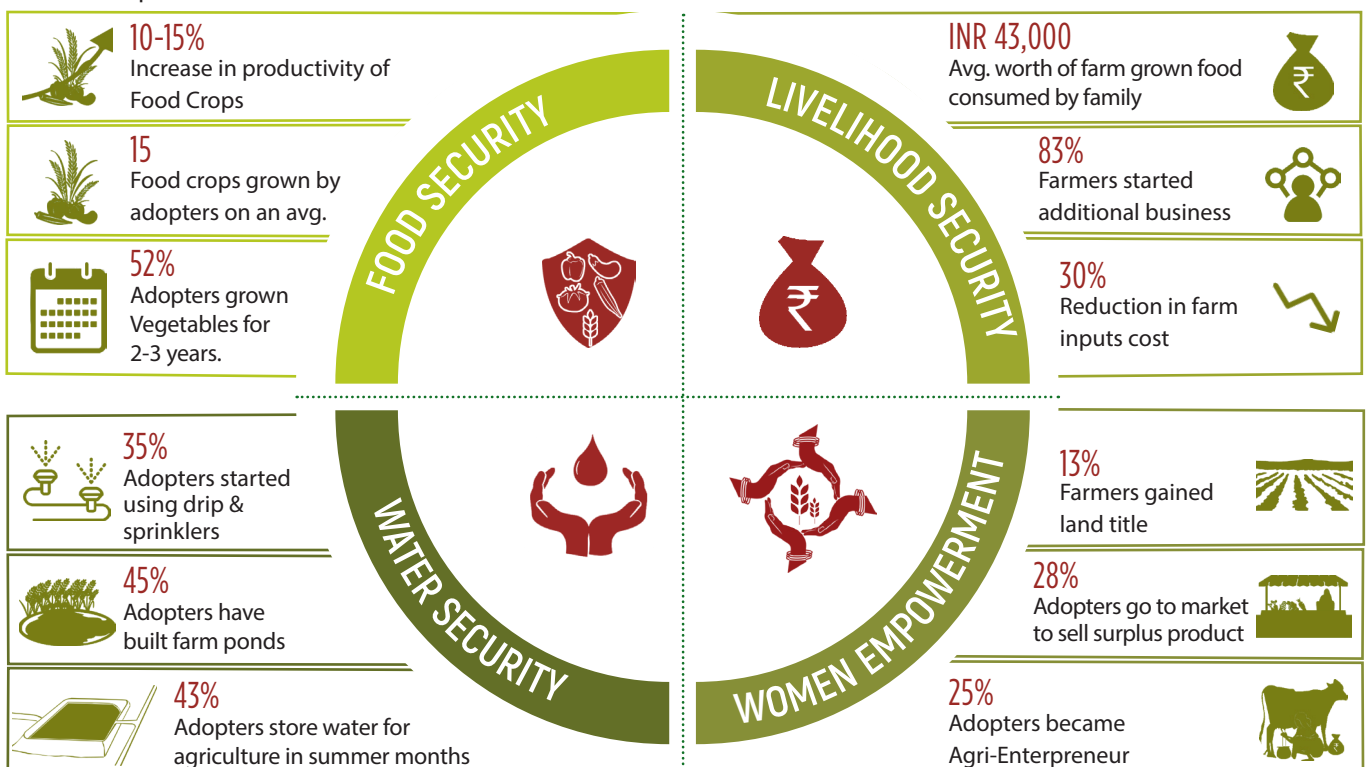 10-15%
Increase in productivity of
Food Crops
15
Food crops grown by
adopters on an avg.
52%
Adopters grown
Vegetables for
2-3 years.
FOOD SECURITY
LIVELIHOOD SECURITY
INR 43,000
Avg. worth of farm grown food
consumed by family
83%
Farmers started
additional business
30%
Reduction in farm
inputs cost
35%
Adopters started
using drip &
sprinklers
45%
Adopters have
built farm ponds
43%
Adopters store water for
agriculture in summer months
WATER SECURITY
WOMEN EMPOWERMENT
13%
Farmers gained
land title
28%
Adopters go to market
to sell surplus product
25%
Adopters became
Agri-Enterpreneur